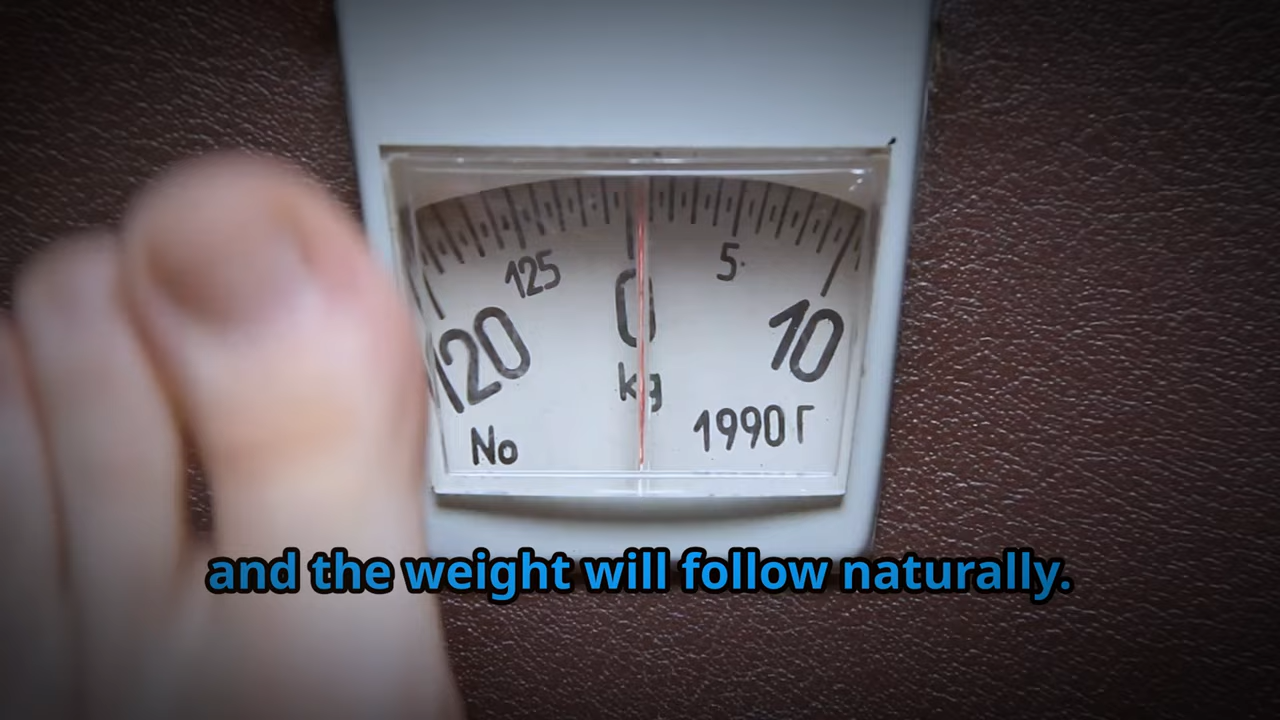 125 5
120 0 10
kg
No 1990 Г
and the weight will follow naturally.